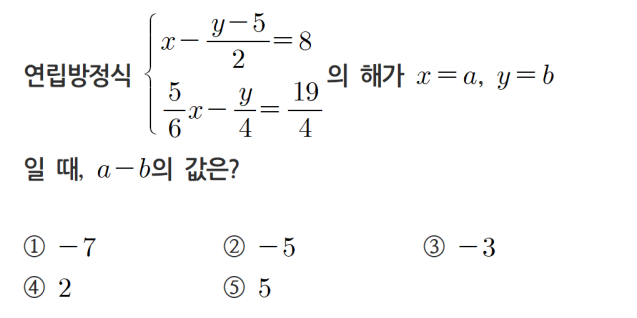 연립방정식 { x − (y−5)/2 = 8
5/6 x − y/4 = 19/4 의 해가 x=a, y=b
일 때, a−b의 값은?
① −7 ② −5 ③ −3
④ 2 ⑤ 5